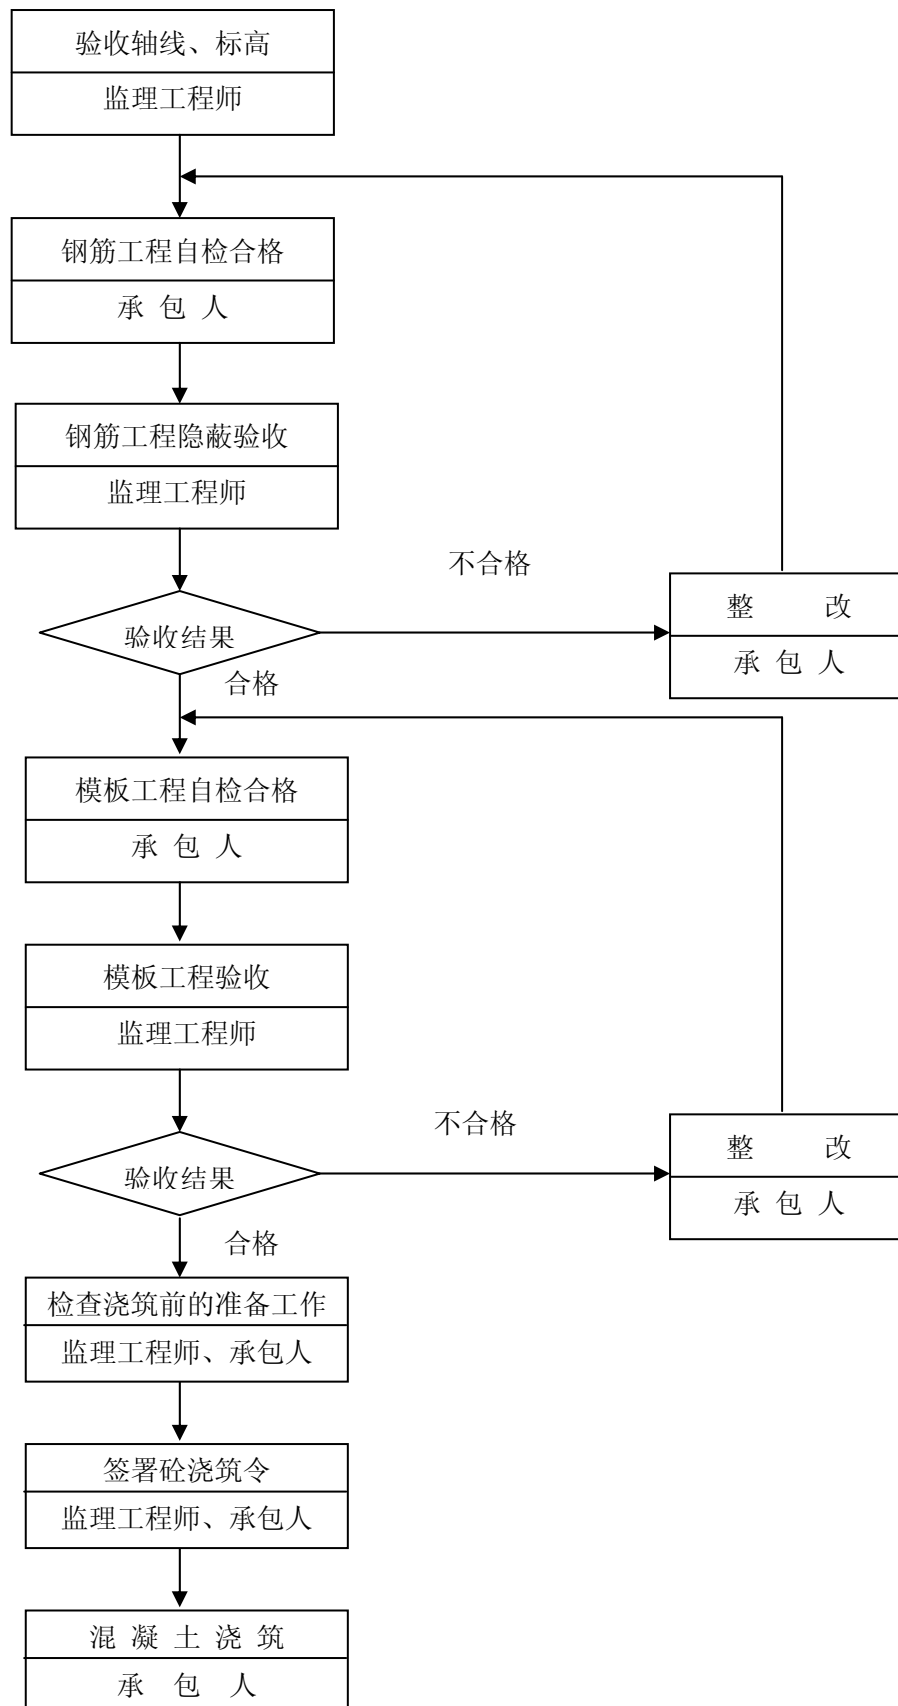 验收轴线、标高
监理工程师
钢筋工程自检合格
承 包 人
钢筋工程隐蔽验收
监理工程师
不合格
整 改
承 包 人
验收结果
合格
模板工程自检合格
承 包 人
模板工程验收
监理工程师
不合格
整 改
承 包 人
验收结果
合格
检查浇筑前的准备工作
监理工程师、承包人
签署砼浇筑令
监理工程师、承包人
混 凝 土 浇 筑
承 包 人